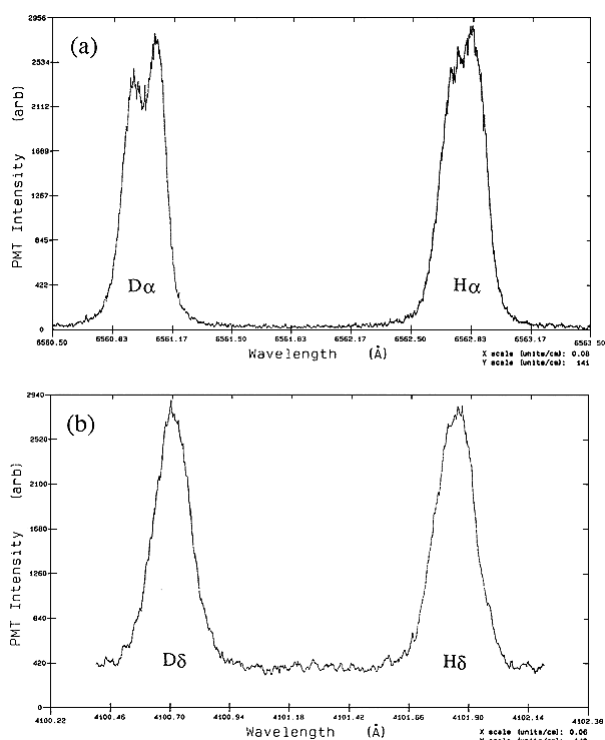 (a)
PMT Intensity (arb)
2956
2534
2112
1689
1267
845
422
0
Dα
Hα
6560.50
6560.83
6561.17
6561.50
6561.83
6562.17
6562.50
6562.83
6563.17
6563.50
Wavelength (Å)
X scale (units/cm): 0.08
Y scale (units/cm): 141
(b)
PMT Intensity (arb)
2940
2520
2100
1680
1260
840
420
0
Dδ
Hδ
4100.22
4100.46
4100.70
4100.94
4101.18
4101.42
4101.66
4101.90
4102.14
4102.38
Wavelength (Å)
X scale (units/cm): 0.06